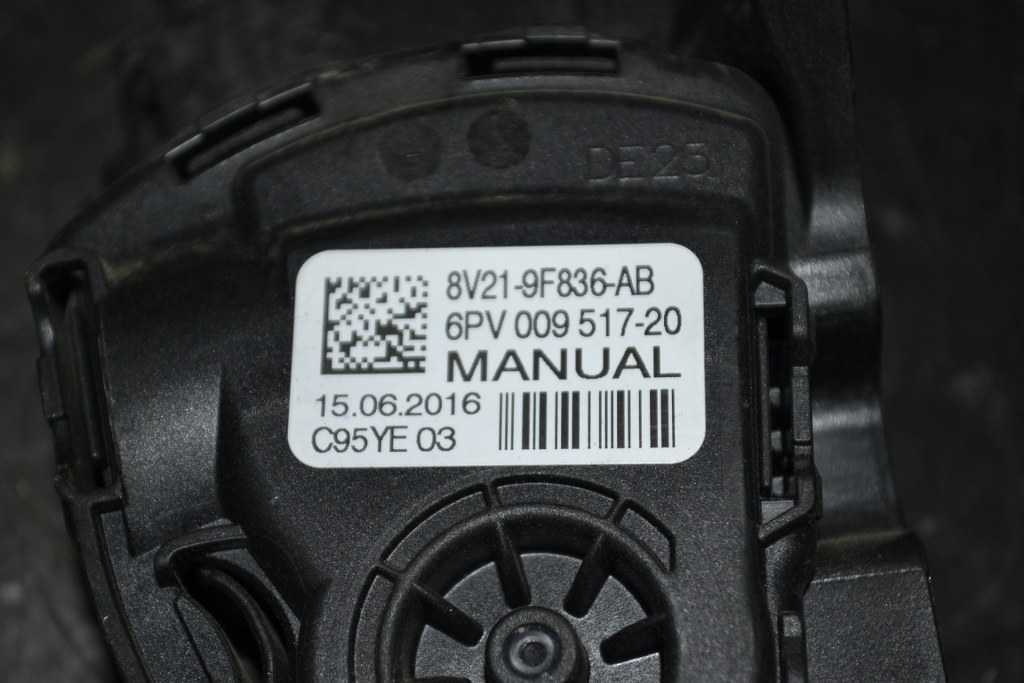 DE23
8V21-9F836-AB
6PV 009 517-20
MANUAL
15.06.2016
C95YE 03